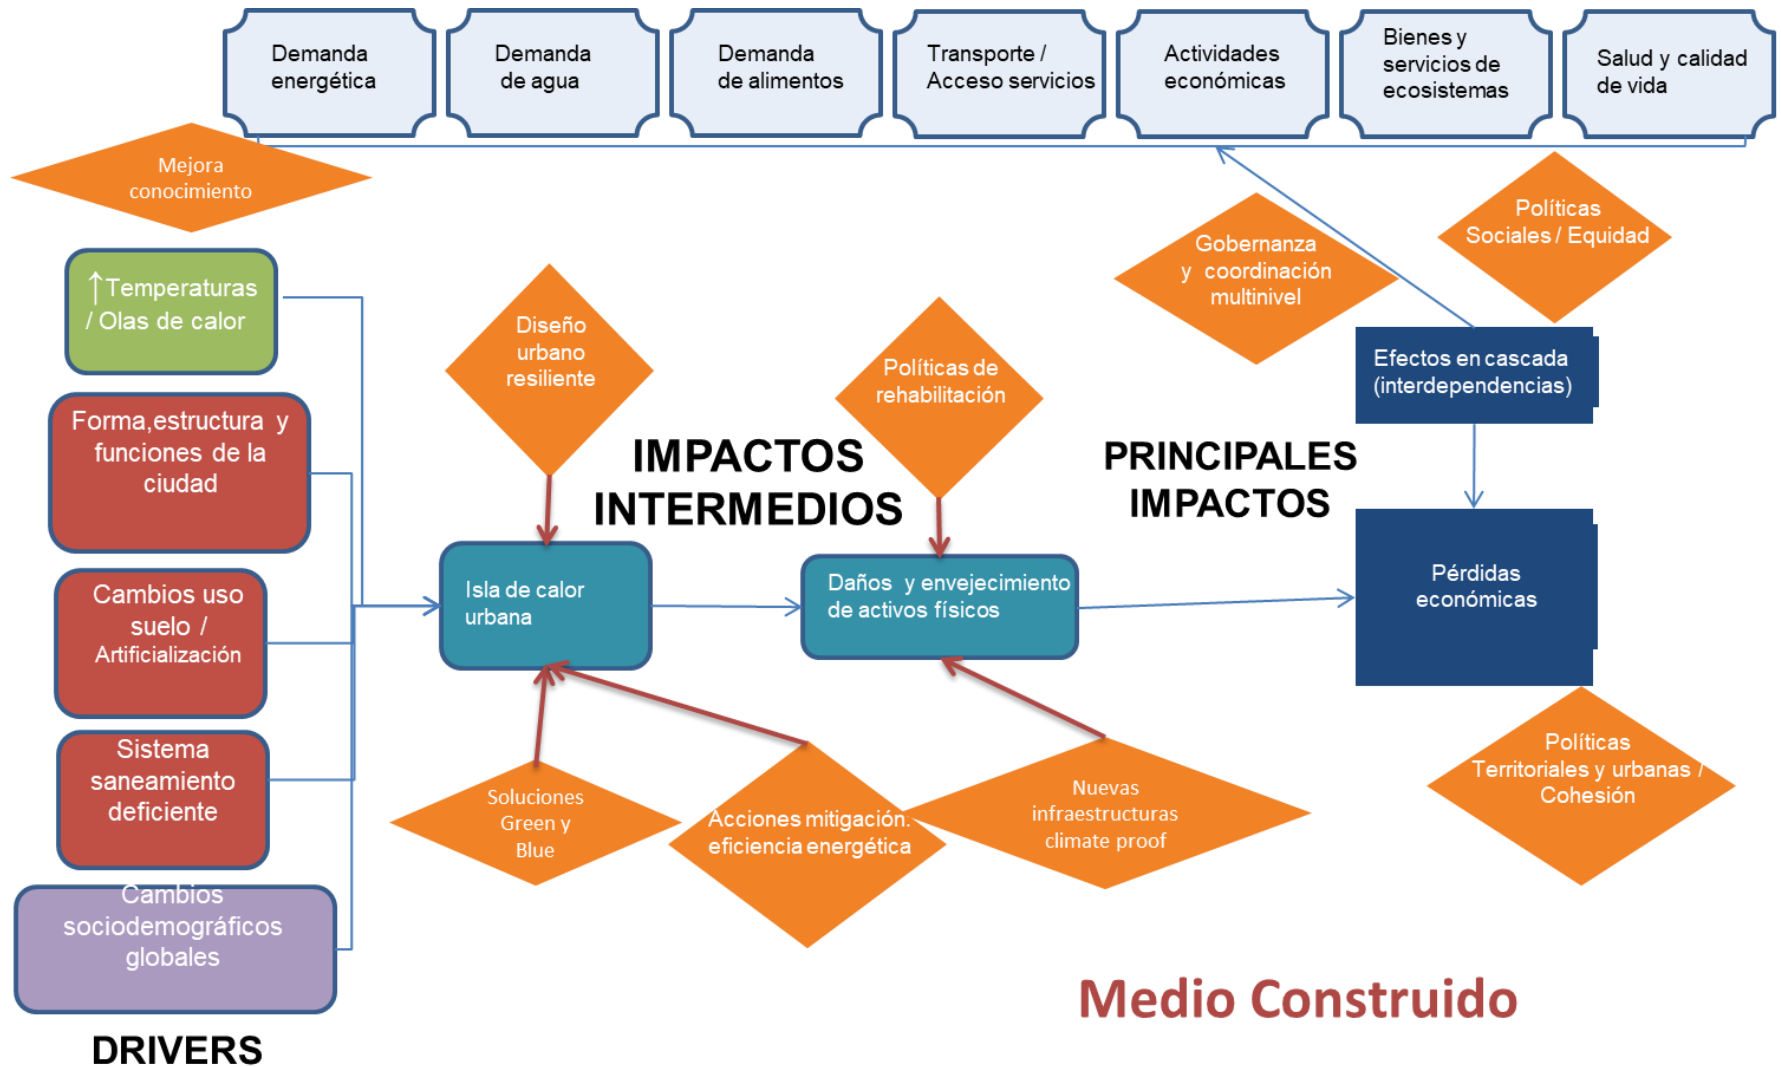 Demanda
energética
Demanda
de agua
Demanda
de alimentos
Transporte /
Acceso servicios
Actividades
económicas
Bienes y
servicios de
ecosistemas
Salud y calidad
de vida
Mejora
conocimiento
Políticas
Sociales / Equidad
Gobernanza
y coordinación
multinivel
↑Temperaturas
/ Olas de calor
Diseño
urbano
resiliente
Políticas de
rehabilitación
Efectos en cascada
(interdependencias)
Forma,estructura y
funciones de la
ciudad
IMPACTOS
INTERMEDIOS
PRINCIPALES
IMPACTOS
Cambios uso
suelo /
Artificialización
Isla de calor
urbana
Daños y envejecimiento
de activos físicos
Pérdidas
económicas
Sistema
saneamiento
deficiente
Soluciones
Green y
Blue
Acciones mitigación:
eficiencia energética
Nuevas
infraestructuras
climate proof
Políticas
Territoriales y urbanas /
Cohesión
Cambios
sociodemográficos
globales
Medio Construido
DRIVERS